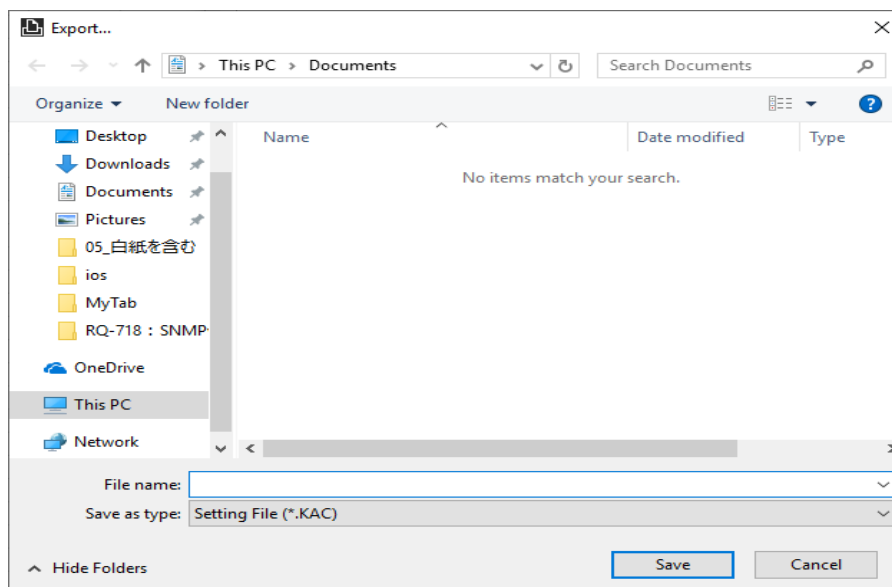 Export...
This PC > Documents
Search Documents
Organize
New folder
?
Name
Date modified
Type
No items match your search.
Desktop
Downloads
Documents
Pictures
05_白紙を含む
ios
MyTab
RQ-718：SNMP
OneDrive
This PC
Network
File name:
Save as type: Setting File (*.KAC)
Hide Folders
Save
Cancel